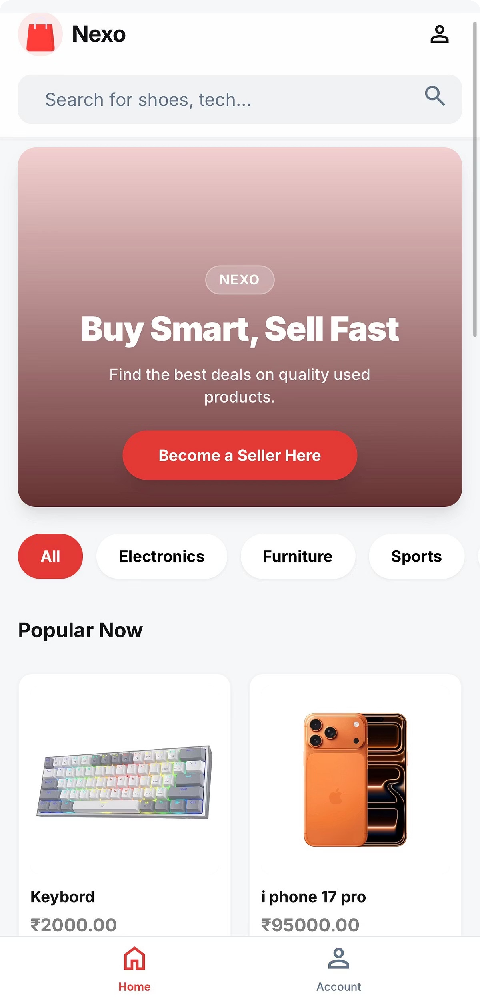 Nexo
Search for shoes, tech...
NEXO
Buy Smart, Sell Fast
Find the best deals on quality used
products.
Become a Seller Here
All
Electronics
Furniture
Sports
Popular Now
Keybord
i phone 17 pro
₹2000.00
₹95000.00
Home
Account